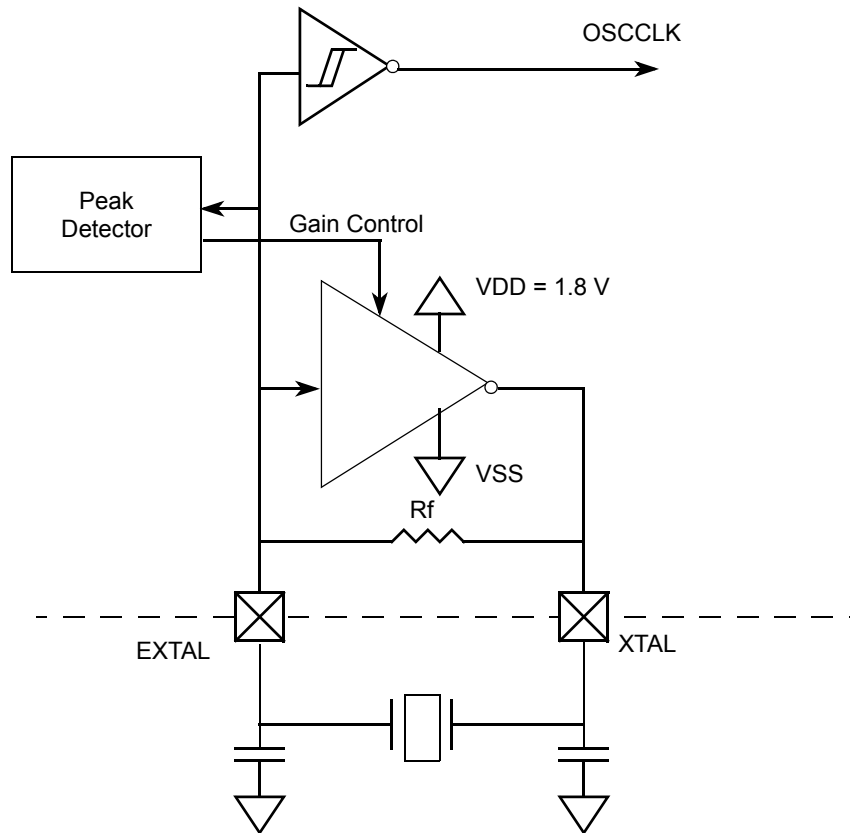 OSCCLK
Peak
Detector
Gain Control
VDD = 1.8 V
VSS
Rf
EXTAL
XTAL